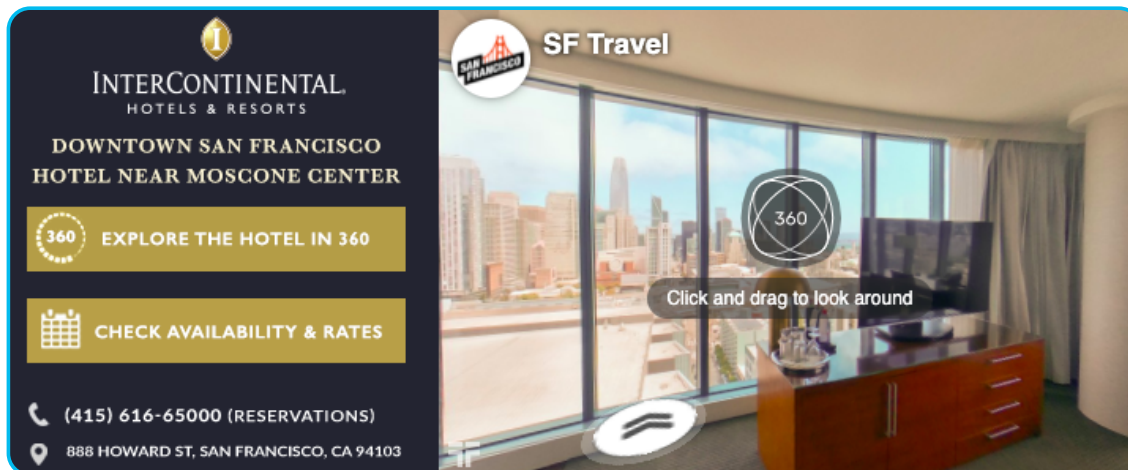 I
INTERCONTINENTAL®
HOTELS & RESORTS
DOWNTOWN SAN FRANCISCO
HOTEL NEAR MOSCONE CENTER
360 EXPLORE THE HOTEL IN 360
CHECK AVAILABILITY & RATES
(415) 616-65000 (RESERVATIONS)
888 HOWARD ST, SAN FRANCISCO, CA 94103
SAN
FRANCISCO
SF Travel
360
Click and drag to look around